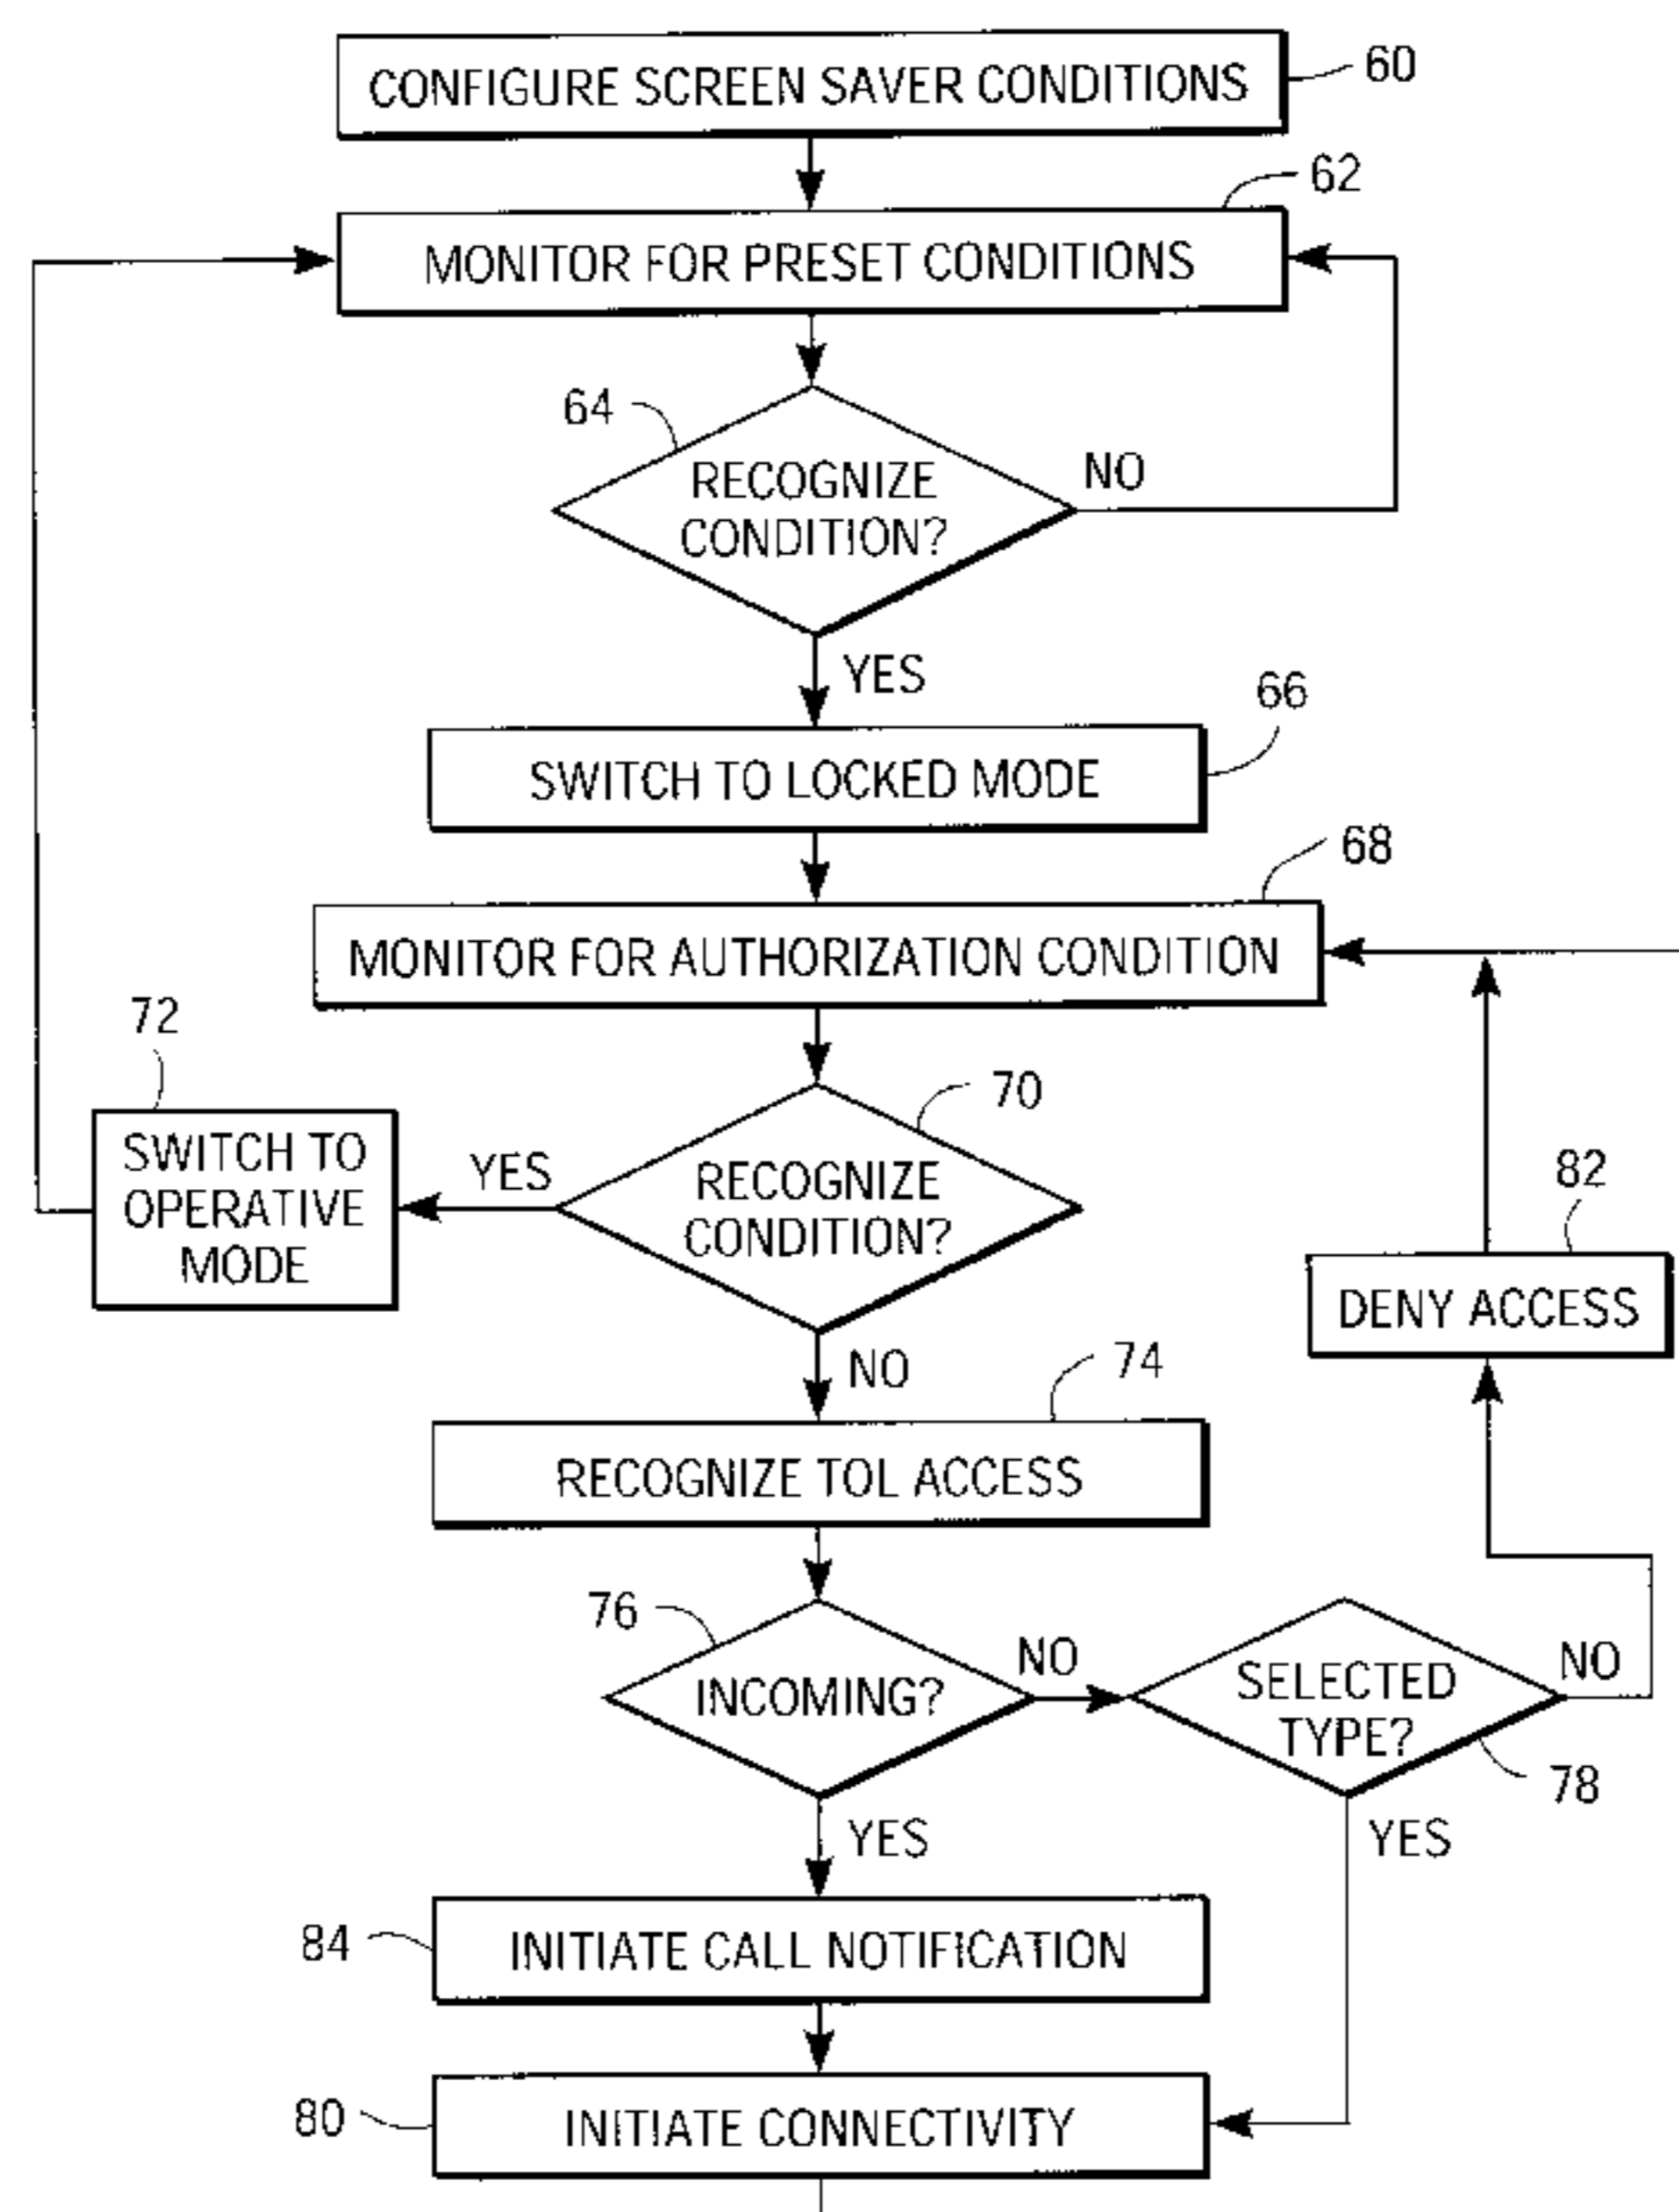 CONFIGURE SCREEN SAVER CONDITIONS
60
62
MONITOR FOR PRESET CONDITIONS
64
RECOGNIZE
CONDITION?
NO
YES
66
SWITCH TO LOCKED MODE
68
MONITOR FOR AUTHORIZATION CONDITION
72
70
SWITCH TO
OPERATIVE
MODE
YES
RECOGNIZE
CONDITION?
82
DENY ACCESS
NO
74
RECOGNIZE TOL ACCESS
76
INCOMING?
NO
SELECTED
TYPE?
NO
78
YES
YES
84
INITIATE CALL NOTIFICATION
80
INITIATE CONNECTIVITY